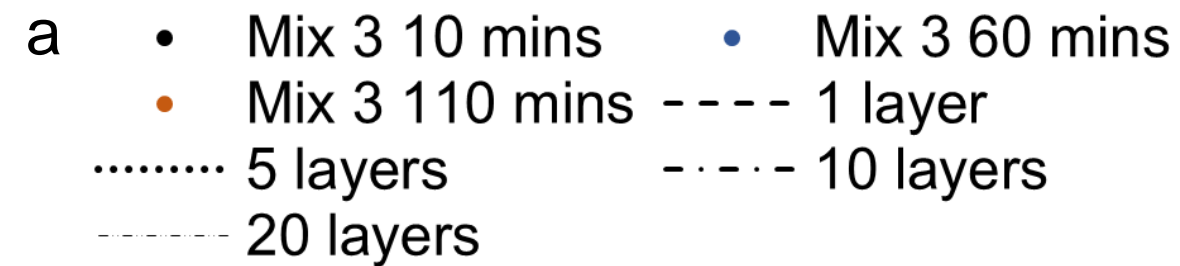 a Mix 3 10 mins Mix 3 60 mins
Mix 3 110 mins 1 layer
5 layers 10 layers
20 layers